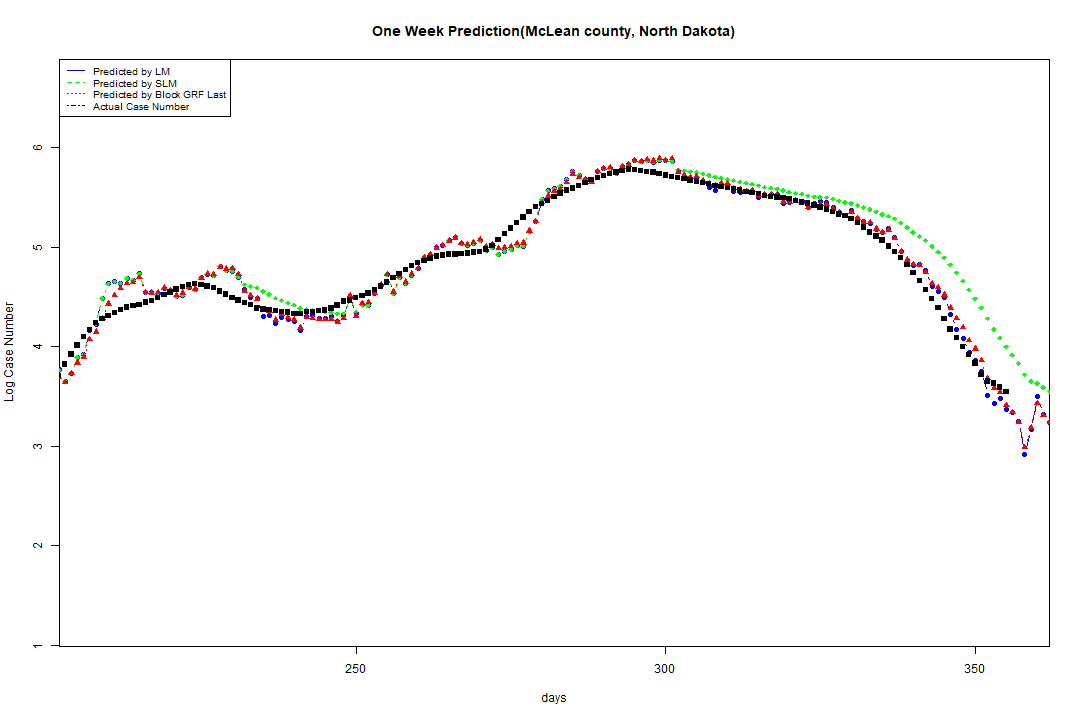 One Week Prediction(McLean county, North Dakota)
Predicted by LM
Predicted by SLM
Predicted by Block GRF Last
Actual Case Number
6
5
4
3
2
1
Log Case Number
250
300
350
days